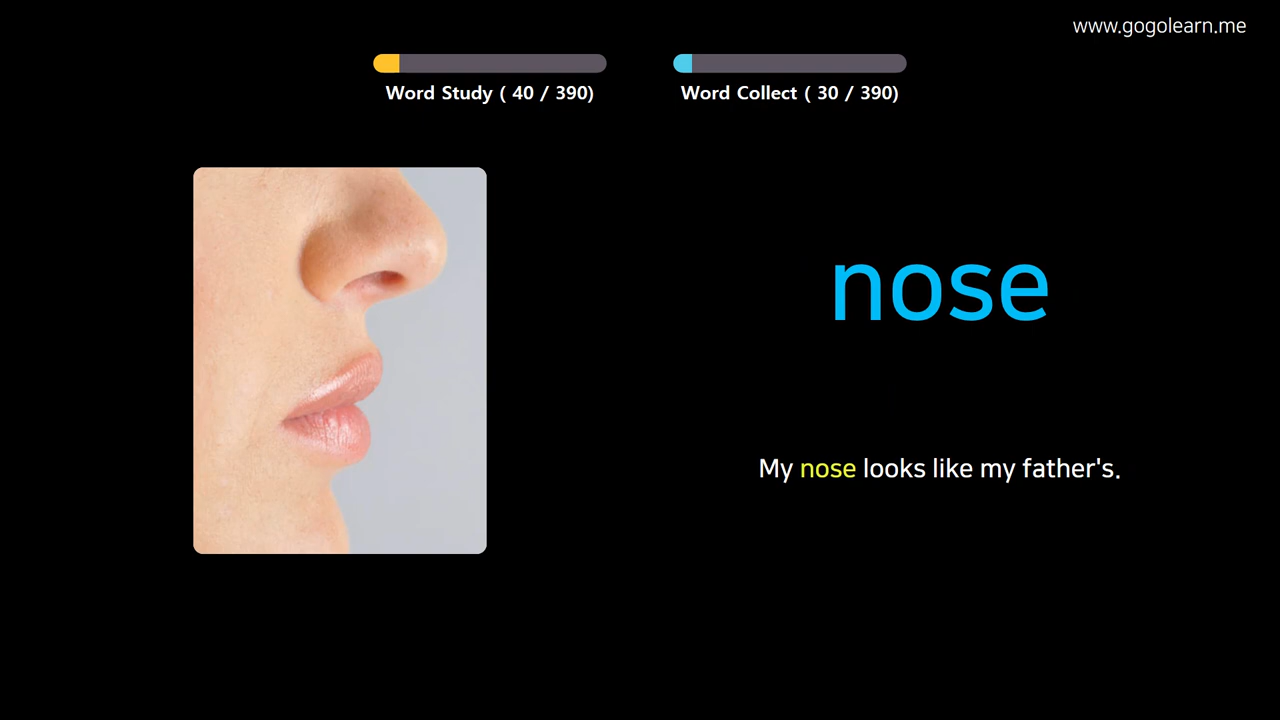 www.gogolearn.me
Word Study ( 40 / 390)
Word Collect ( 30 / 390)
nose
My nose looks like my father's.